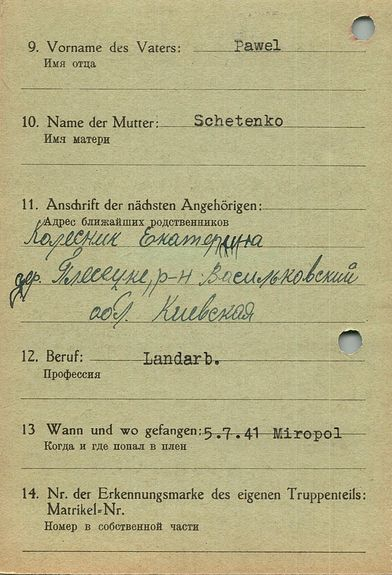 9. Vorname des Vaters: Pawel
Имя отца
10. Name der Mutter: Schetenko
Имя матери
11. Anschrift der nächsten Angehörigen:
Адрес ближайших родственников
Колесник Екатерина
дер. Плесецке, р-н Васильковский
обл. Киевская
12. Beruf: Landarb.
Профессия
13 Wann und wo gefangen: 5.7.41 Miropol
Когда и где попал в плен
14. Nr. der Erkennungsmarke des eigenen Truppenteils:
Matrikel=Nr.
Номер в собственной части